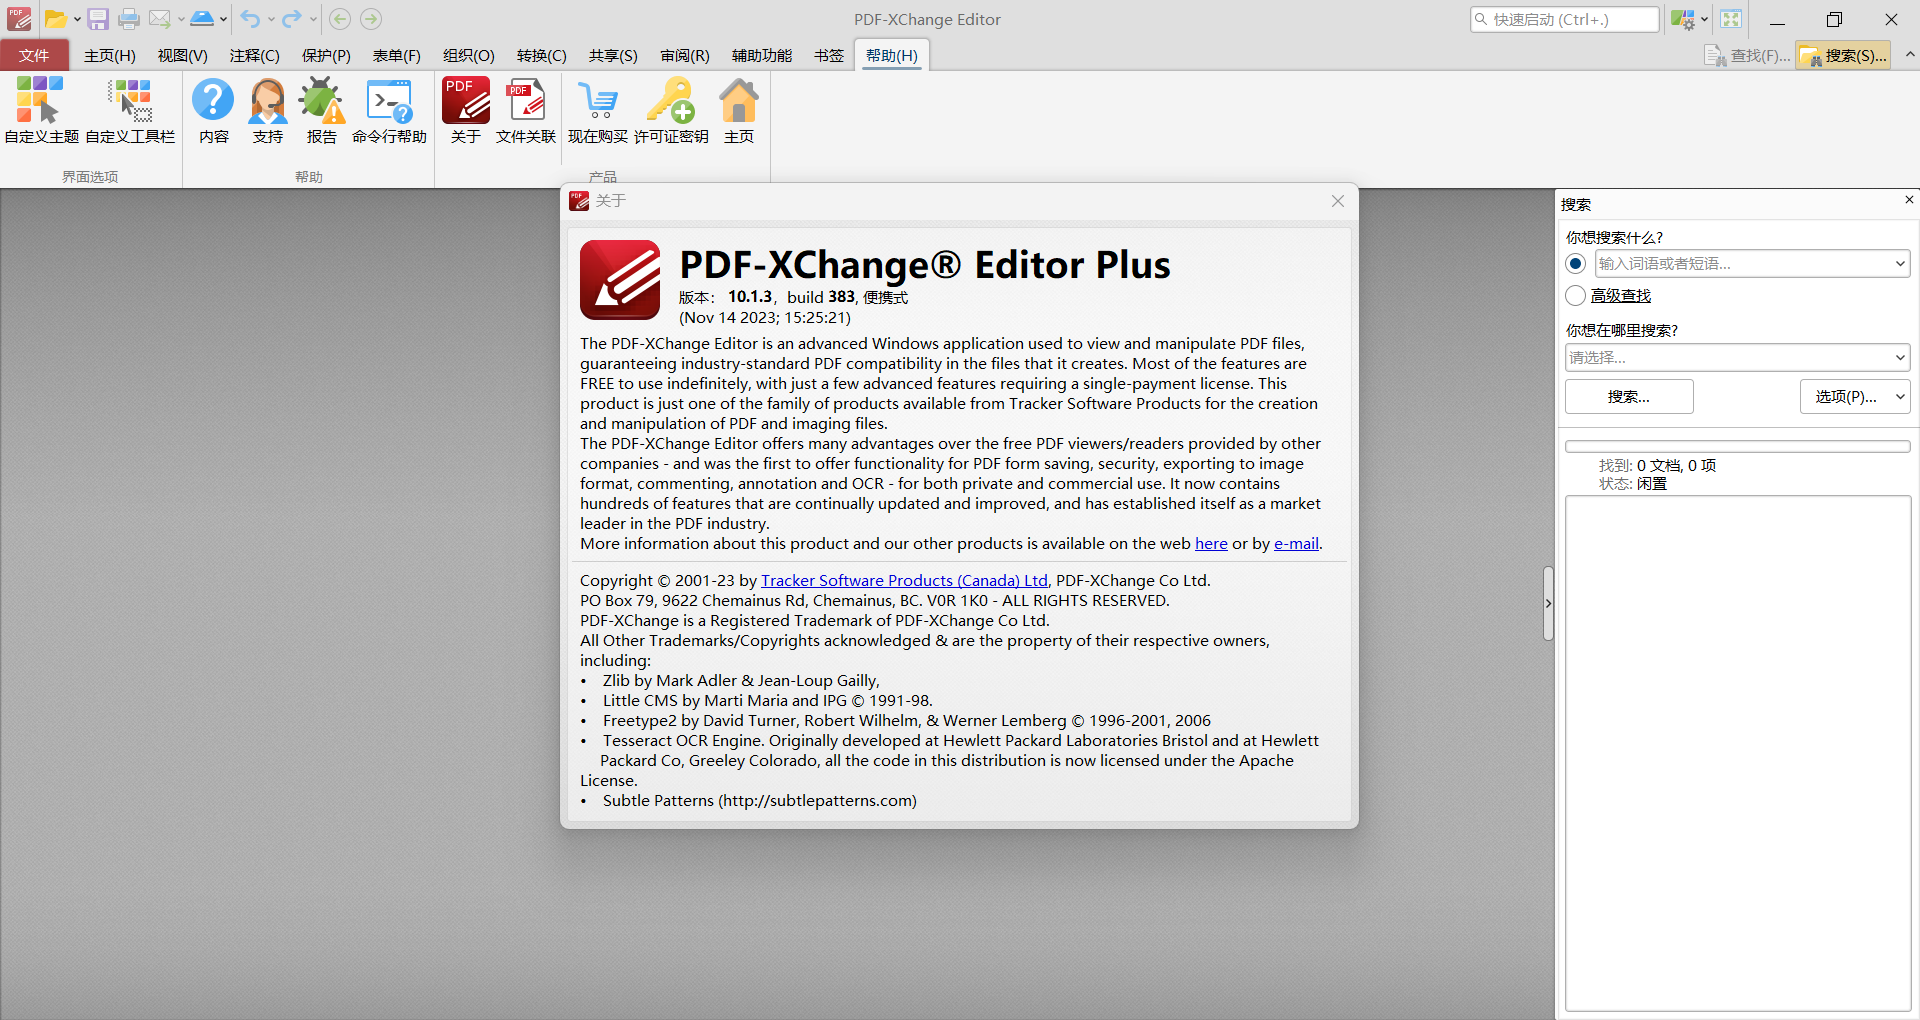 PDF
PDF-XChange Editor
快速启动 (Ctrl+.)
文件
主页(H)
视图(V)
注释(C)
保护(P)
表单(F)
组织(O)
转换(C)
共享(S)
审阅(R)
辅助功能
书签
帮助(H)
查找(F)...
搜索(S)...
自定义主题
自定义工具栏
内容
支持
报告
命令行帮助
PDF
关于
PDF
文件关联
现在购买
许可证密钥
主页
界面选项
帮助
产品
PDF
关于
PDF-XChange® Editor Plus
版本： 10.1.3, build 383, 便携式
(Nov 14 2023; 15:25:21)
The PDF-XChange Editor is an advanced Windows application used to view and manipulate PDF files,
guaranteeing industry-standard PDF compatibility in the files that it creates. Most of the features are
FREE to use indefinitely, with just a few advanced features requiring a single-payment license. This
product is just one of the family of products available from Tracker Software Products for the creation
and manipulation of PDF and imaging files.
The PDF-XChange Editor offers many advantages over the free PDF viewers/readers provided by other
companies - and was the first to offer functionality for PDF form saving, security, exporting to image
format, commenting, annotation and OCR - for both private and commercial use. It now contains
hundreds of features that are continually updated and improved, and has established itself as a market
leader in the PDF industry.
More information about this product and our other products is available on the web here or by e-mail.
Copyright © 2001-23 by Tracker Software Products (Canada) Ltd, PDF-XChange Co Ltd.
PO Box 79, 9622 Chemainus Rd, Chemainus, BC. V0R 1K0 - ALL RIGHTS RESERVED.
PDF-XChange is a Registered Trademark of PDF-XChange Co Ltd.
All Other Trademarks/Copyrights acknowledged & are the property of their respective owners,
including:
• Zlib by Mark Adler & Jean-Loup Gailly,
• Little CMS by Marti Maria and IPG © 1991-98.
• Freetype2 by David Turner, Robert Wilhelm, & Werner Lemberg © 1996-2001, 2006
• Tesseract OCR Engine. Originally developed at Hewlett Packard Laboratories Bristol and at Hewlett
Packard Co, Greeley Colorado, all the code in this distribution is now licensed under the Apache
License.
• Subtle Patterns (http://subtlepatterns.com)
搜索
你想搜索什么?
输入词语或者短语...
高级查找
你想在哪里搜索?
请选择...
搜索...
选项(P)...
找到: 0 文档, 0 项
状态: 闲置